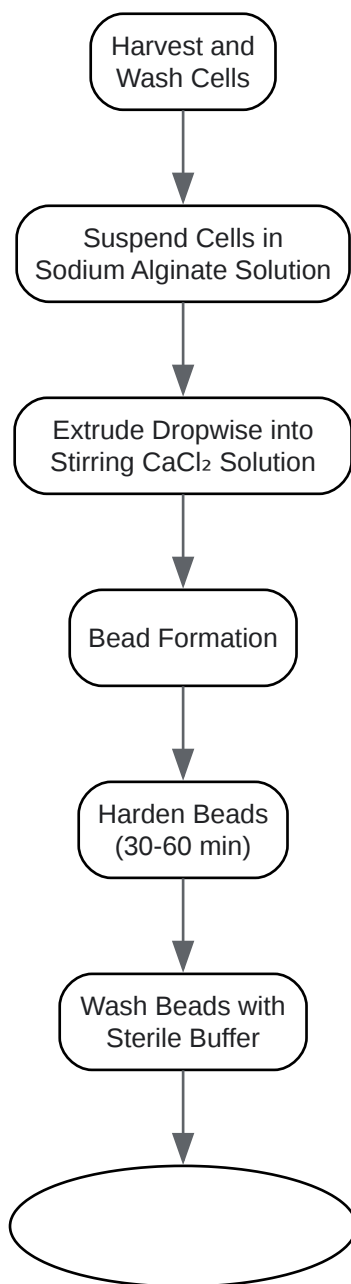 Harvest and
Wash Cells
Suspend Cells in
Sodium Alginate Solution
Extrude Dropwise into
Stirring CaCl₂ Solution
Bead Formation
Harden Beads
(30-60 min)
Wash Beads with
Sterile Buffer